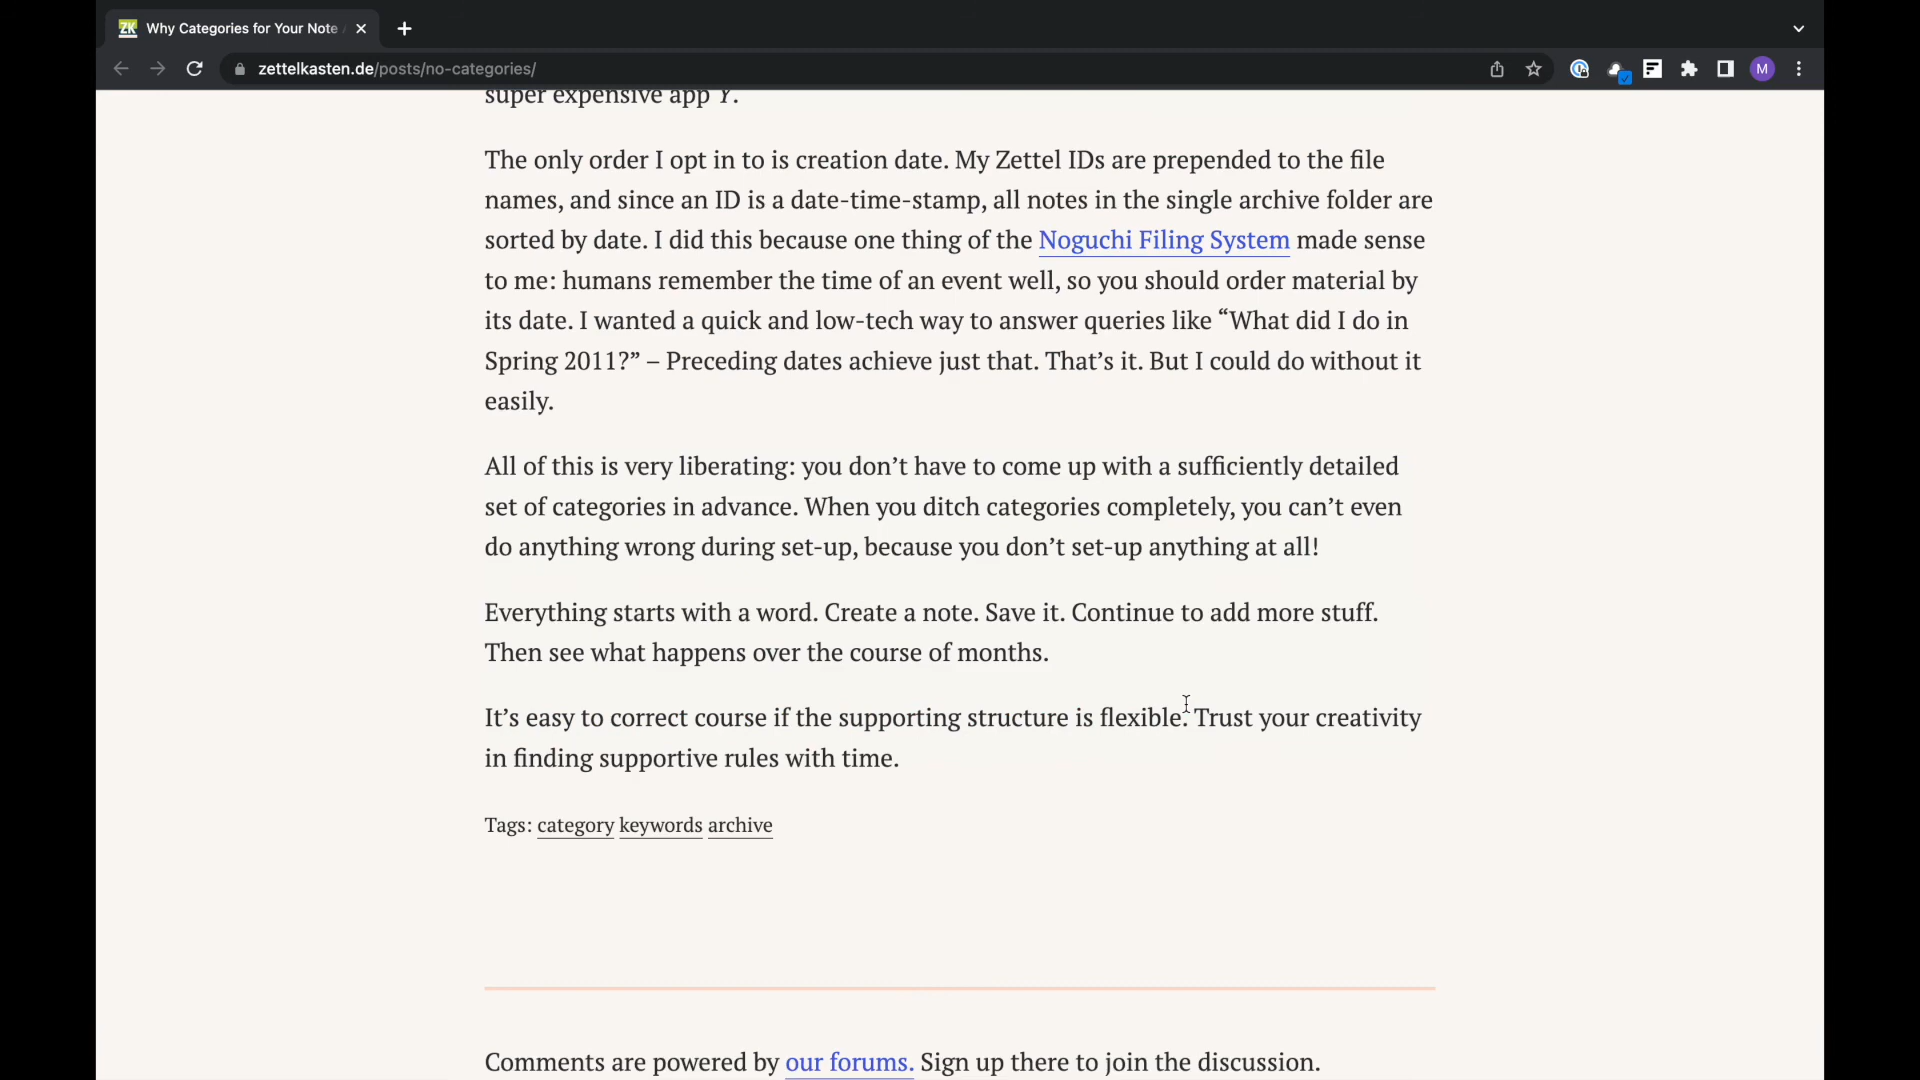 Why Categories for Your Note
zettelkasten.de/posts/no-categories/
M
super expensive app Y.
The only order I opt in to is creation date. My Zettel IDs are prepended to the file
names, and since an ID is a date-time-stamp, all notes in the single archive folder are
sorted by date. I did this because one thing of the Noguchi Filing System made sense
to me: humans remember the time of an event well, so you should order material by
its date. I wanted a quick and low-tech way to answer queries like “What did I do in
Spring 2011?” – Preceding dates achieve just that. That’s it. But I could do without it
easily.
All of this is very liberating: you don’t have to come up with a sufficiently detailed
set of categories in advance. When you ditch categories completely, you can’t even
do anything wrong during set-up, because you don’t set-up anything at all!
Everything starts with a word. Create a note. Save it. Continue to add more stuff.
Then see what happens over the course of months.
It’s easy to correct course if the supporting structure is flexible. Trust your creativity
in finding supportive rules with time.
Tags: category keywords archive
Comments are powered by our forums. Sign up there to join the discussion.